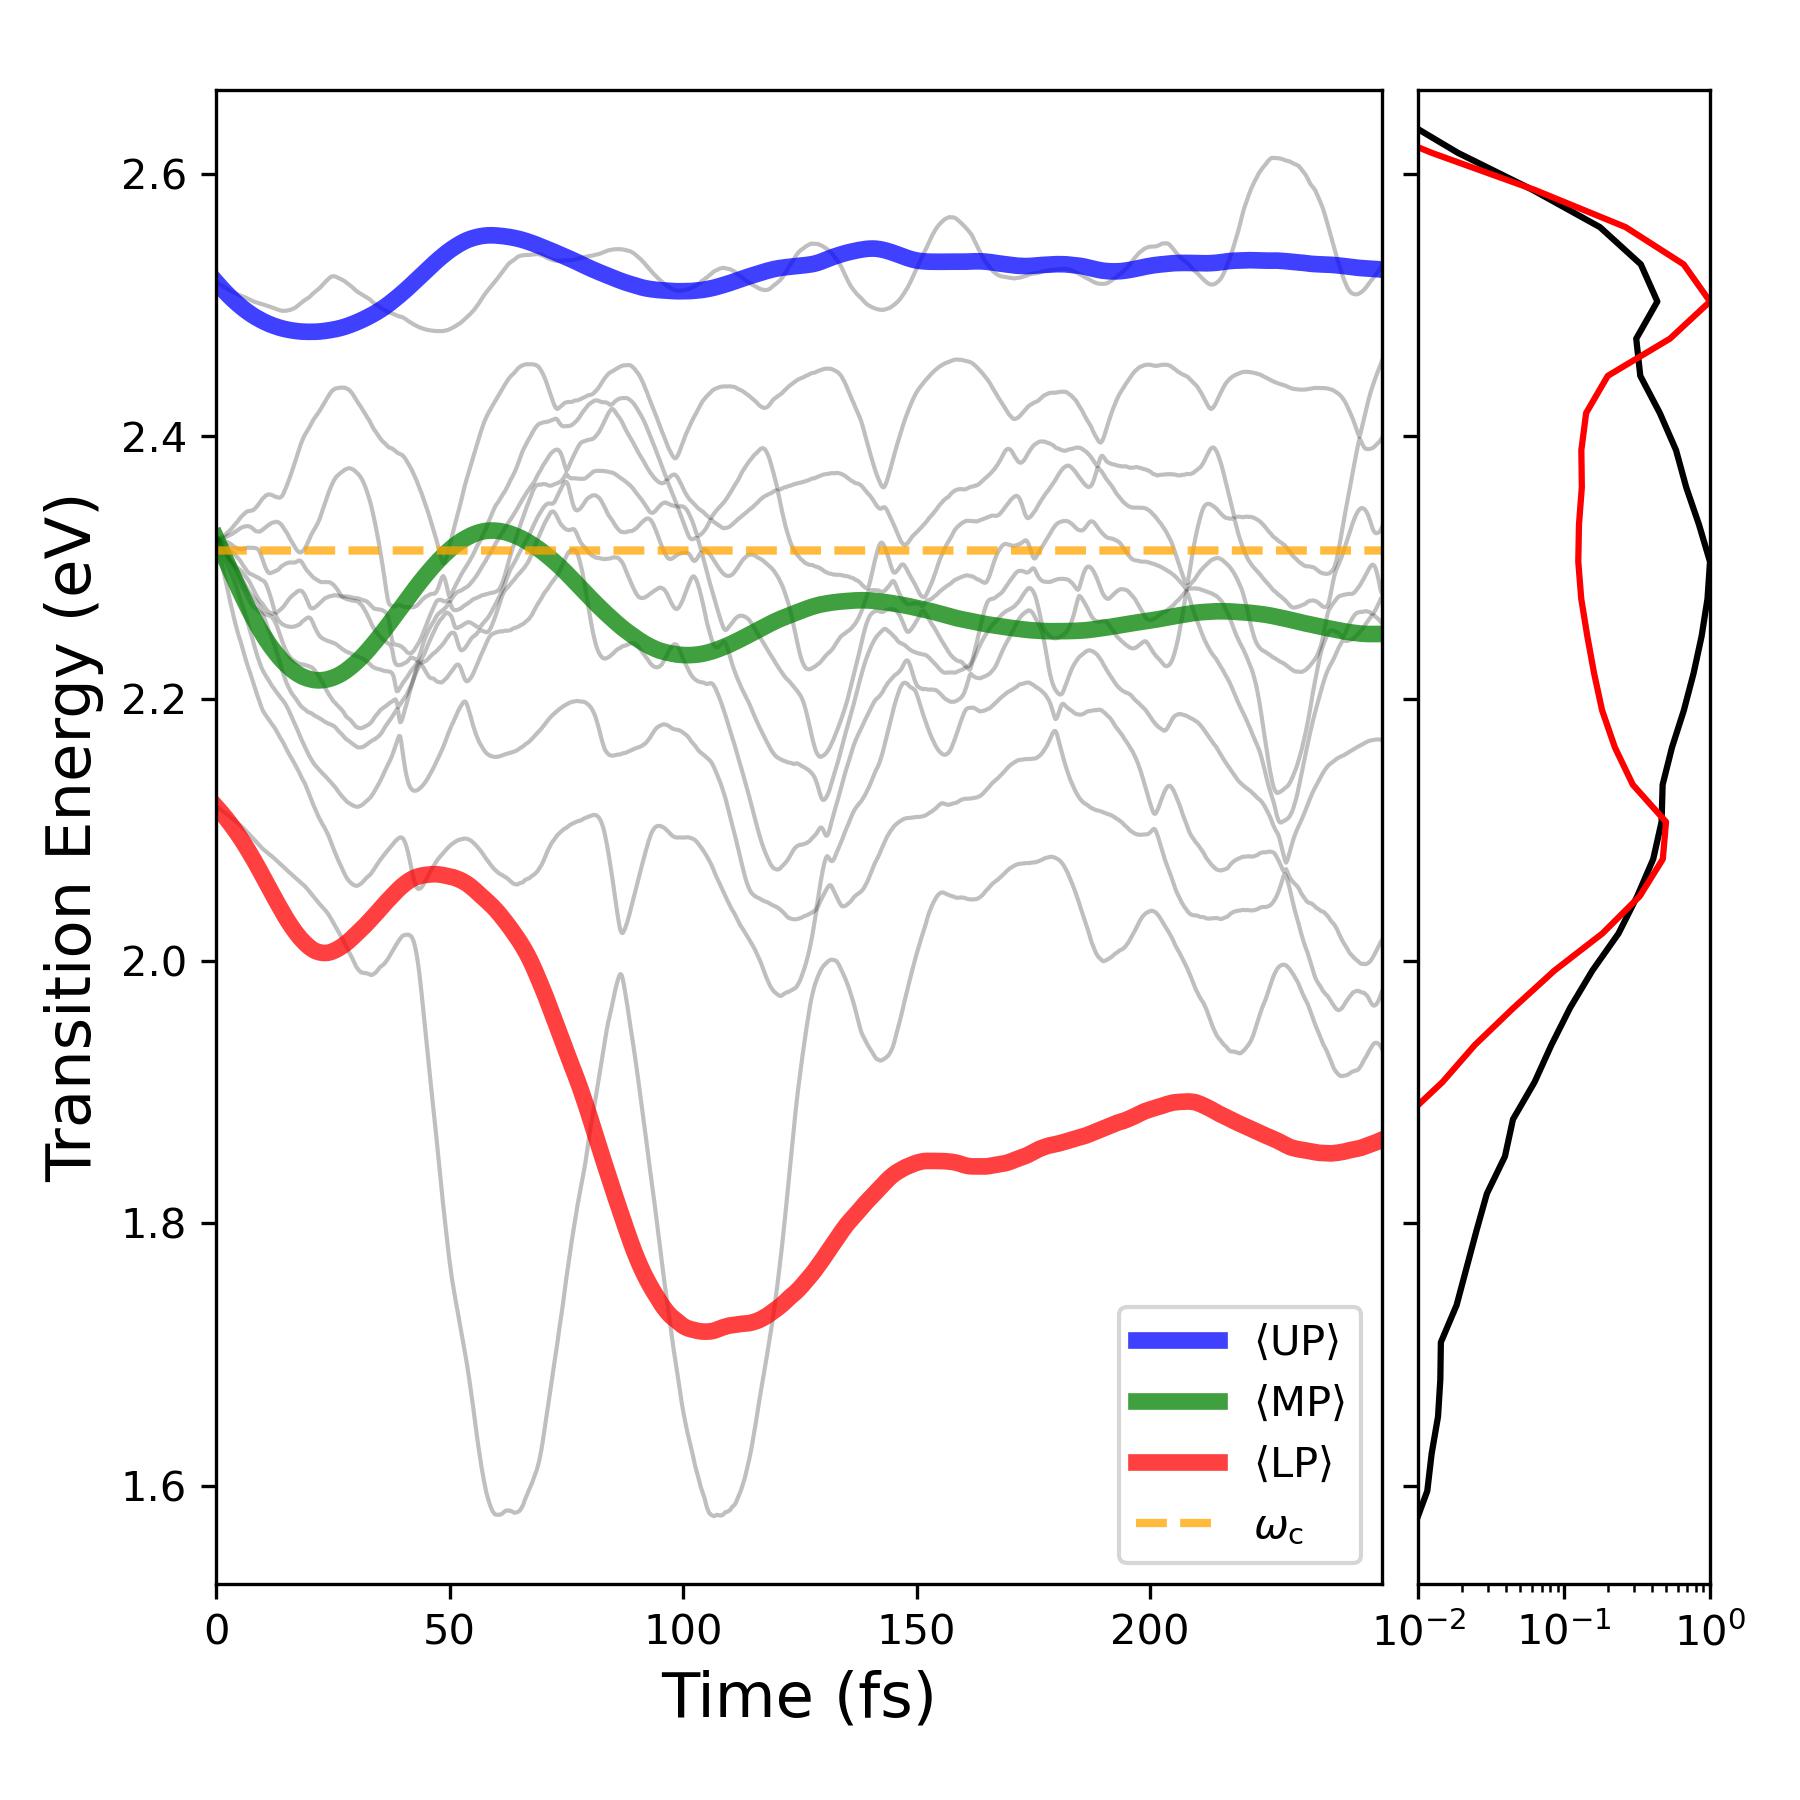 Transition Energy (eV)
2.6
2.4
2.2
2.0
1.8
1.6
⟨UP⟩
⟨MP⟩
⟨LP⟩
ω_c
0 50 100 150 200
10⁻² 10⁻¹ 10⁰
Time (fs)